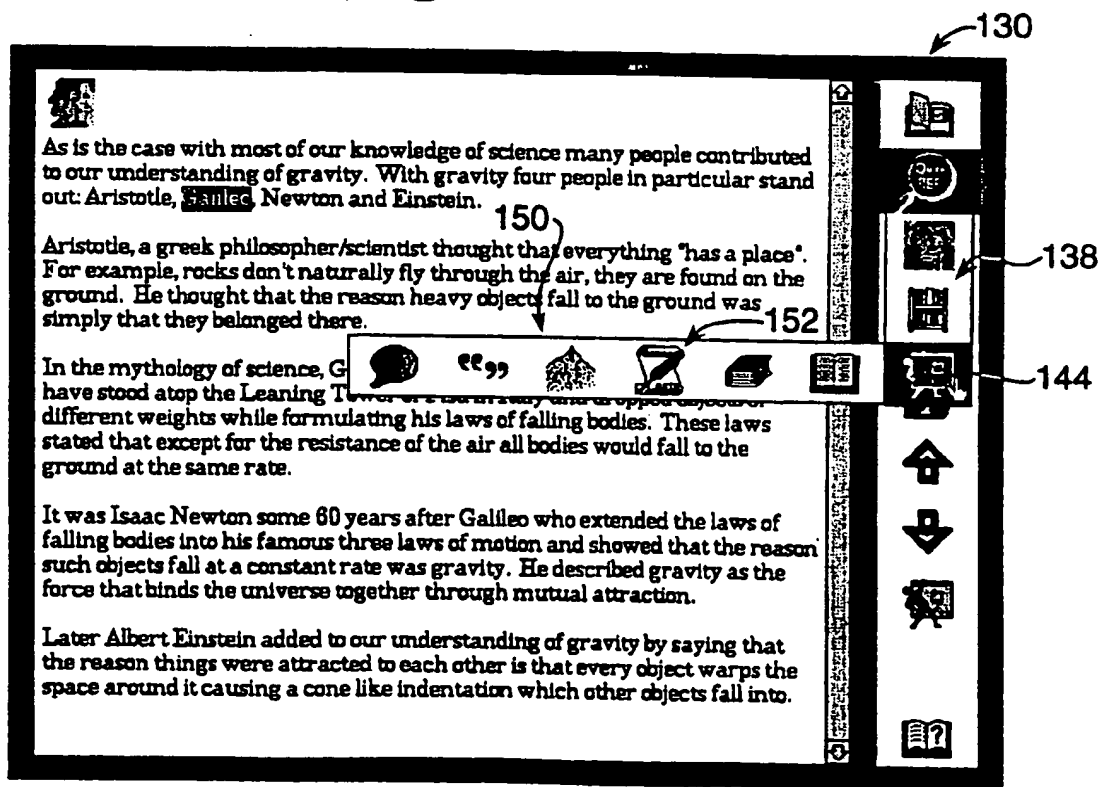 130
As is the case with most of our knowledge of science many people contributed
to our understanding of gravity. With gravity four people in particular stand
out: Aristotle, Galileo, Newton and Einstein.
150
Aristotle, a greek philosopher/scientist thought that everything "has a place".
138
For example, rocks don't naturally fly through the air, they are found on the
ground. He thought that the reason heavy objects fall to the ground was
simply that they belonged there.
152
In the mythology of science, G
144
have stood atop the Leaning
different weights while formulating his laws of falling bodies. These laws
stated that except for the resistance of the air all bodies would fall to the
ground at the same rate.
It was Isaac Newton some 60 years after Galileo who extended the laws of
falling bodies into his famous three laws of motion and showed that the reason
such objects fall at a constant rate was gravity. He described gravity as the
force that binds the universe together through mutual attraction.
Later Albert Einstein added to our understanding of gravity by saying that
the reason things were attracted to each other is that every object warps the
space around it causing a cone like indentation which other objects fall into.
?